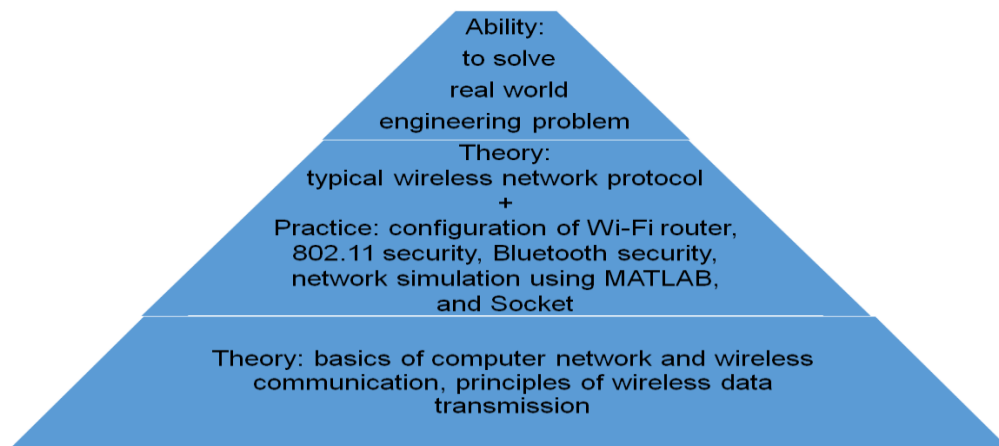 Ability:
to solve
real world
engineering problem
Theory:
typical wireless network protocol
+
Practice: configuration of Wi-Fi router,
802.11 security, Bluetooth security,
network simulation using MATLAB,
and Socket
Theory: basics of computer network and wireless
communication, principles of wireless data
transmission